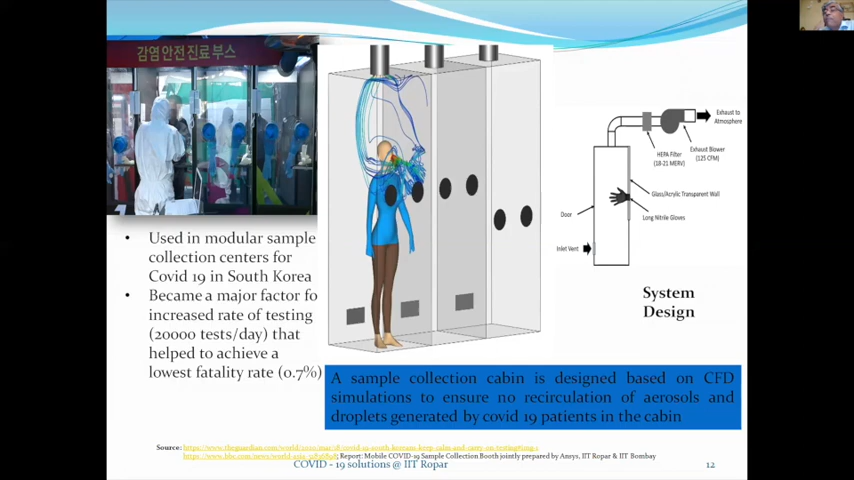 감염안전진료부스
• Used in modular sample
collection centers for
Covid 19 in South Korea
• Became a major factor fo
increased rate of testing
(20000 tests/day) that
helped to achieve a
lowest fatality rate (0.7%)
Exhaust to
Atmosphere
HEPA Filter
(18-21 MERV)
Exhaust Blower
(125 CFM)
Glass/Acrylic Transparent Wall
Door
Long Nitrile Gloves
Inlet Vent
System
Design
A sample collection cabin is designed based on CFD
simulations to ensure no recirculation of aerosols and
droplets generated by covid 19 patients in the cabin
Source:
Report: Mobile COVID-19 Sample Collection Booth jointly prepared by Ansys, IIT Ropar & IIT Bombay
COVID - 19 solutions @ IIT Ropar
12